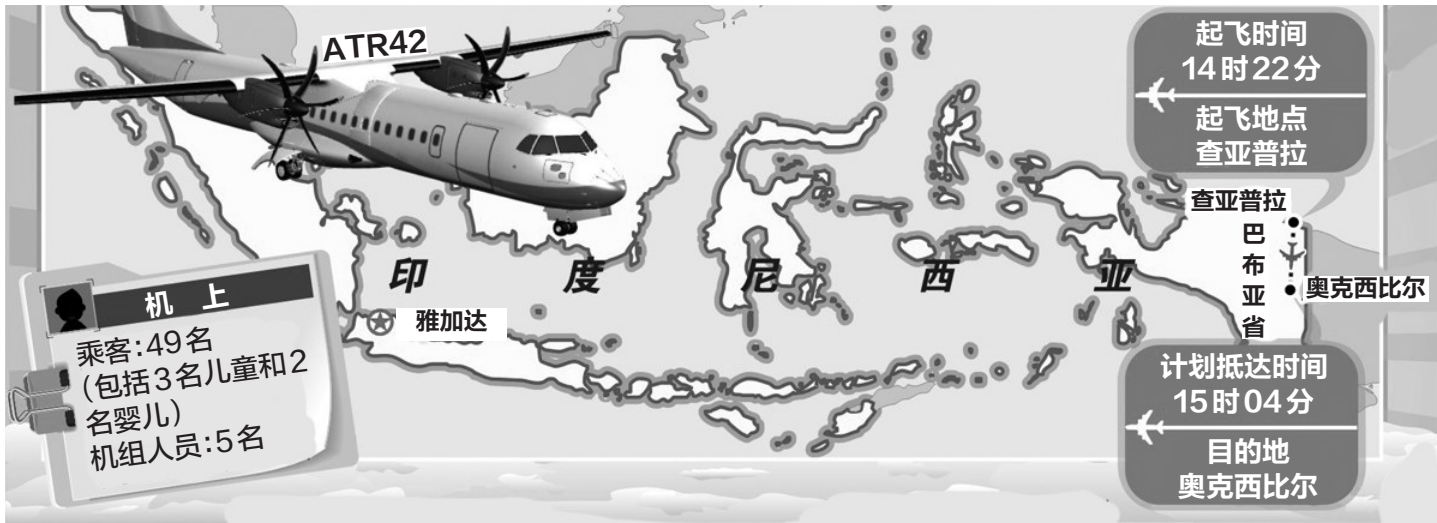 ATR42
起飞时间
14时22分
起飞地点
查亚普拉
查亚普拉
巴
布
亚
省
奥克西比尔
印度尼西亚
雅加达
机上
乘客:49名
(包括3名儿童和2
名婴儿)
机组人员:5名
计划抵达时间
15时04分
目的地
奥克西比尔